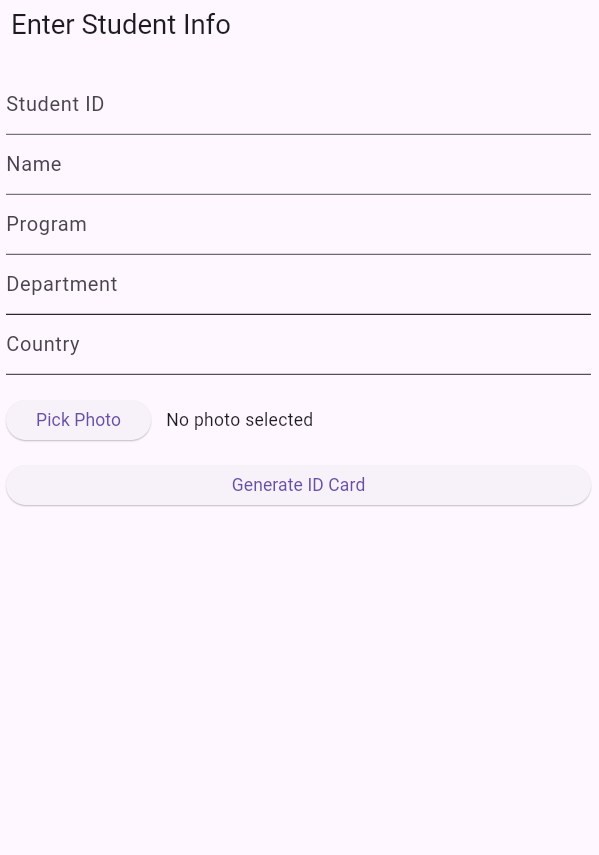 Enter Student Info
Student ID
Name
Program
Department
Country
Pick Photo No photo selected
Generate ID Card